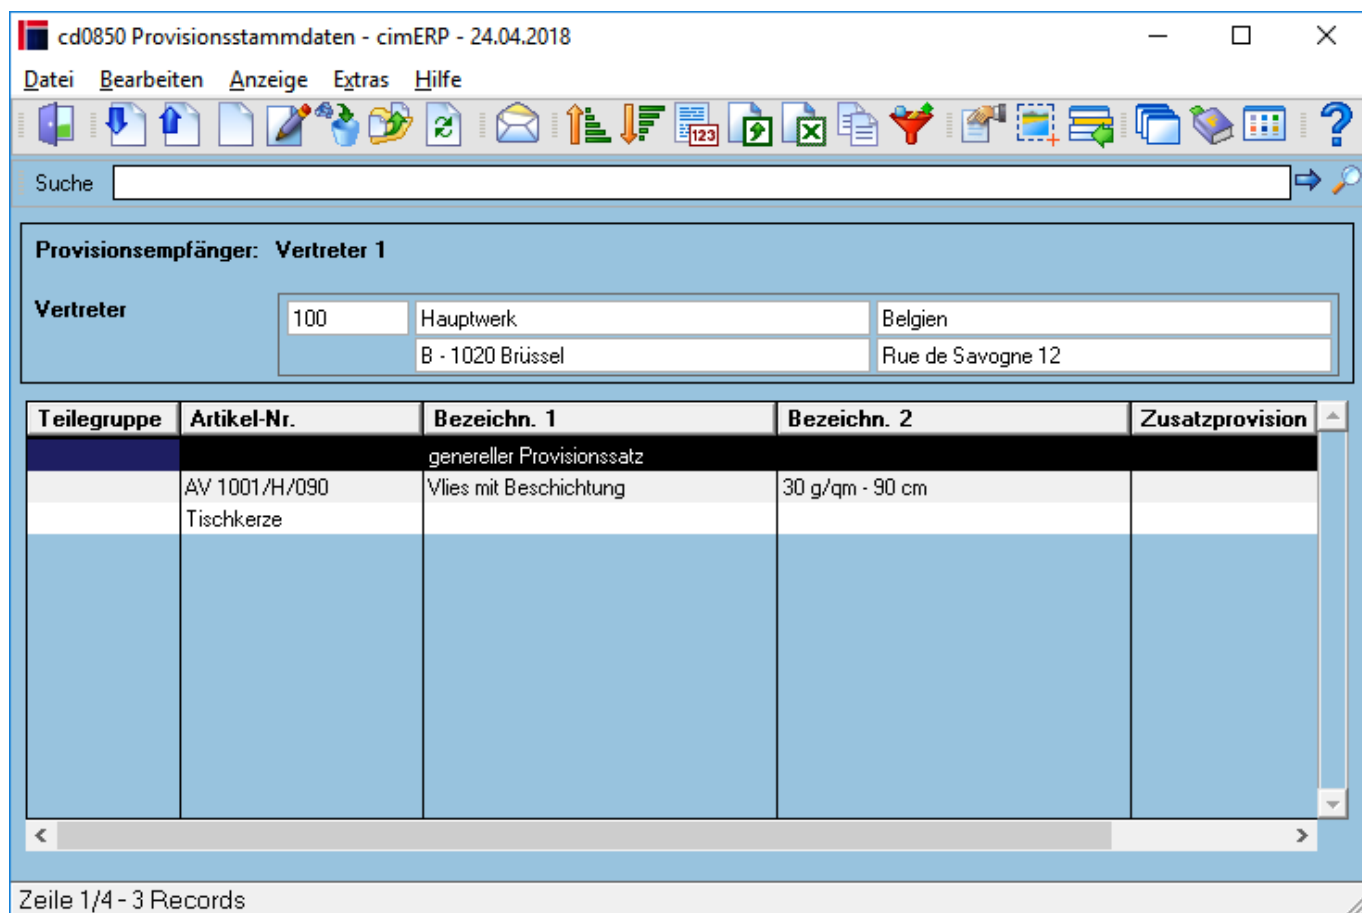 cd0850 Provisionsstammdaten - cimERP - 24.04.2018
Datei Bearbeiten Anzeige Extras Hilfe
123
Suche
Provisionsempfänger: Vertreter 1
Vertreter 100 Hauptwerk Belgien
B - 1020 Brüssel Rue de Savogne 12
Teilegruppe Artikel-Nr. Bezeichn. 1 Bezeichn. 2 Zusatzprovision
genereller Provisionssatz
AV 1001/H/090 Vlies mit Beschichtung 30 g/qm - 90 cm
Tischkerze
Zeile 1/4 - 3 Records